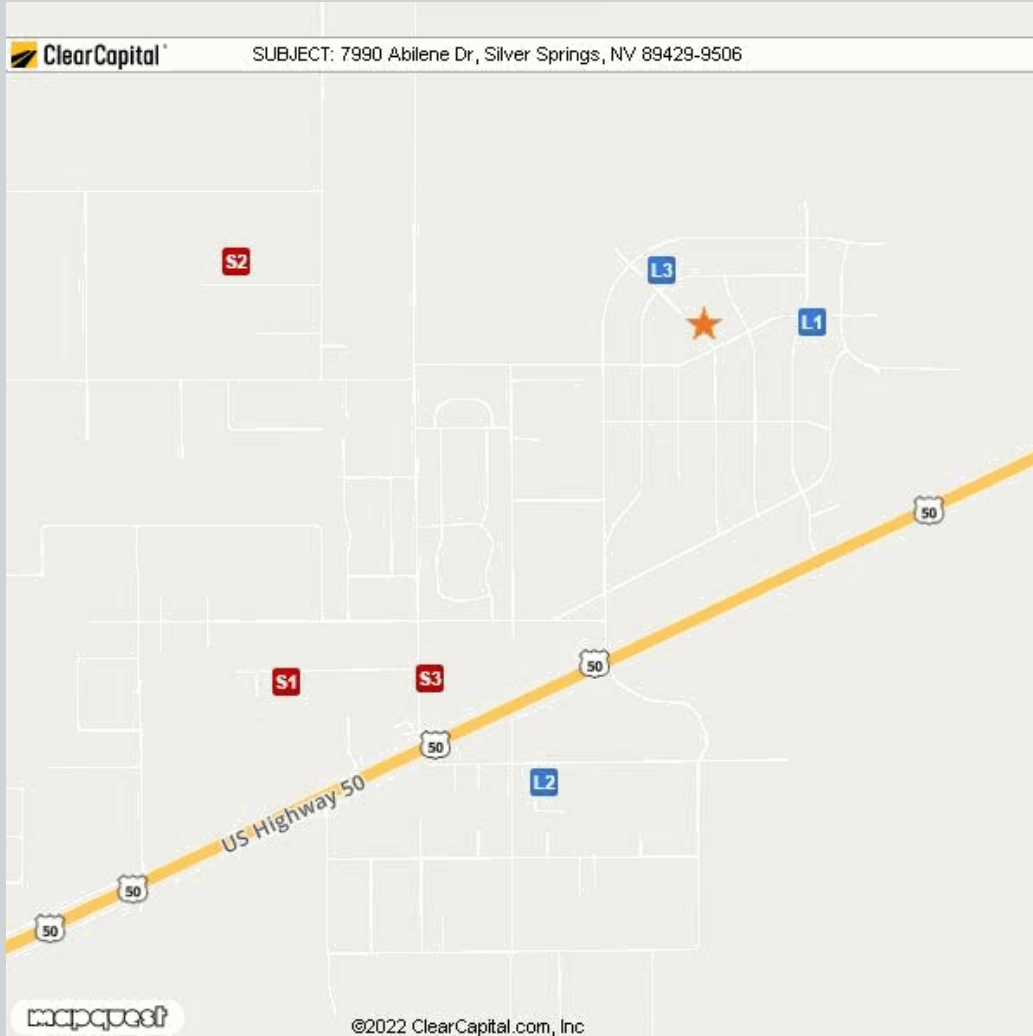 ClearCapital SUBJECT: 7990 Abilene Dr, Silver Springs, NV 89429-9506
S2
L3
L1
50
50
S1
S3
50
L2
US Highway 50
50
50
mapquest
©2022 ClearCapital.com, Inc